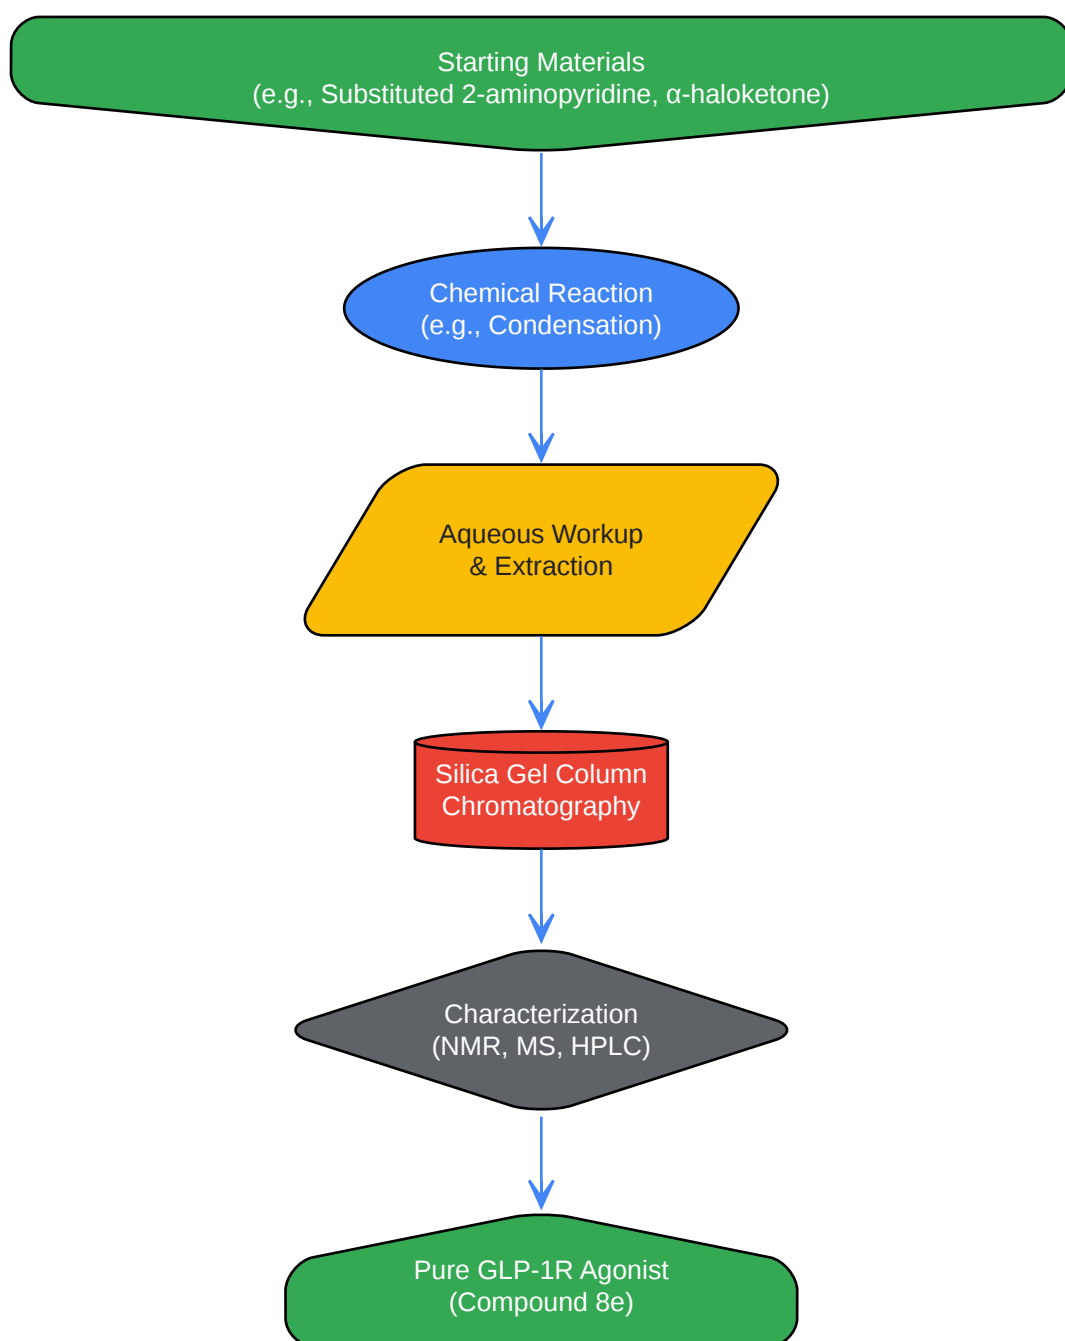 Starting Materials
(e.g., Substituted 2-aminopyridine, α-haloketone)
Chemical Reaction
(e.g., Condensation)
Aqueous Workup
& Extraction
Silica Gel Column
Chromatography
Characterization
(NMR, MS, HPLC)
Pure GLP-1R Agonist
(Compound 8e)